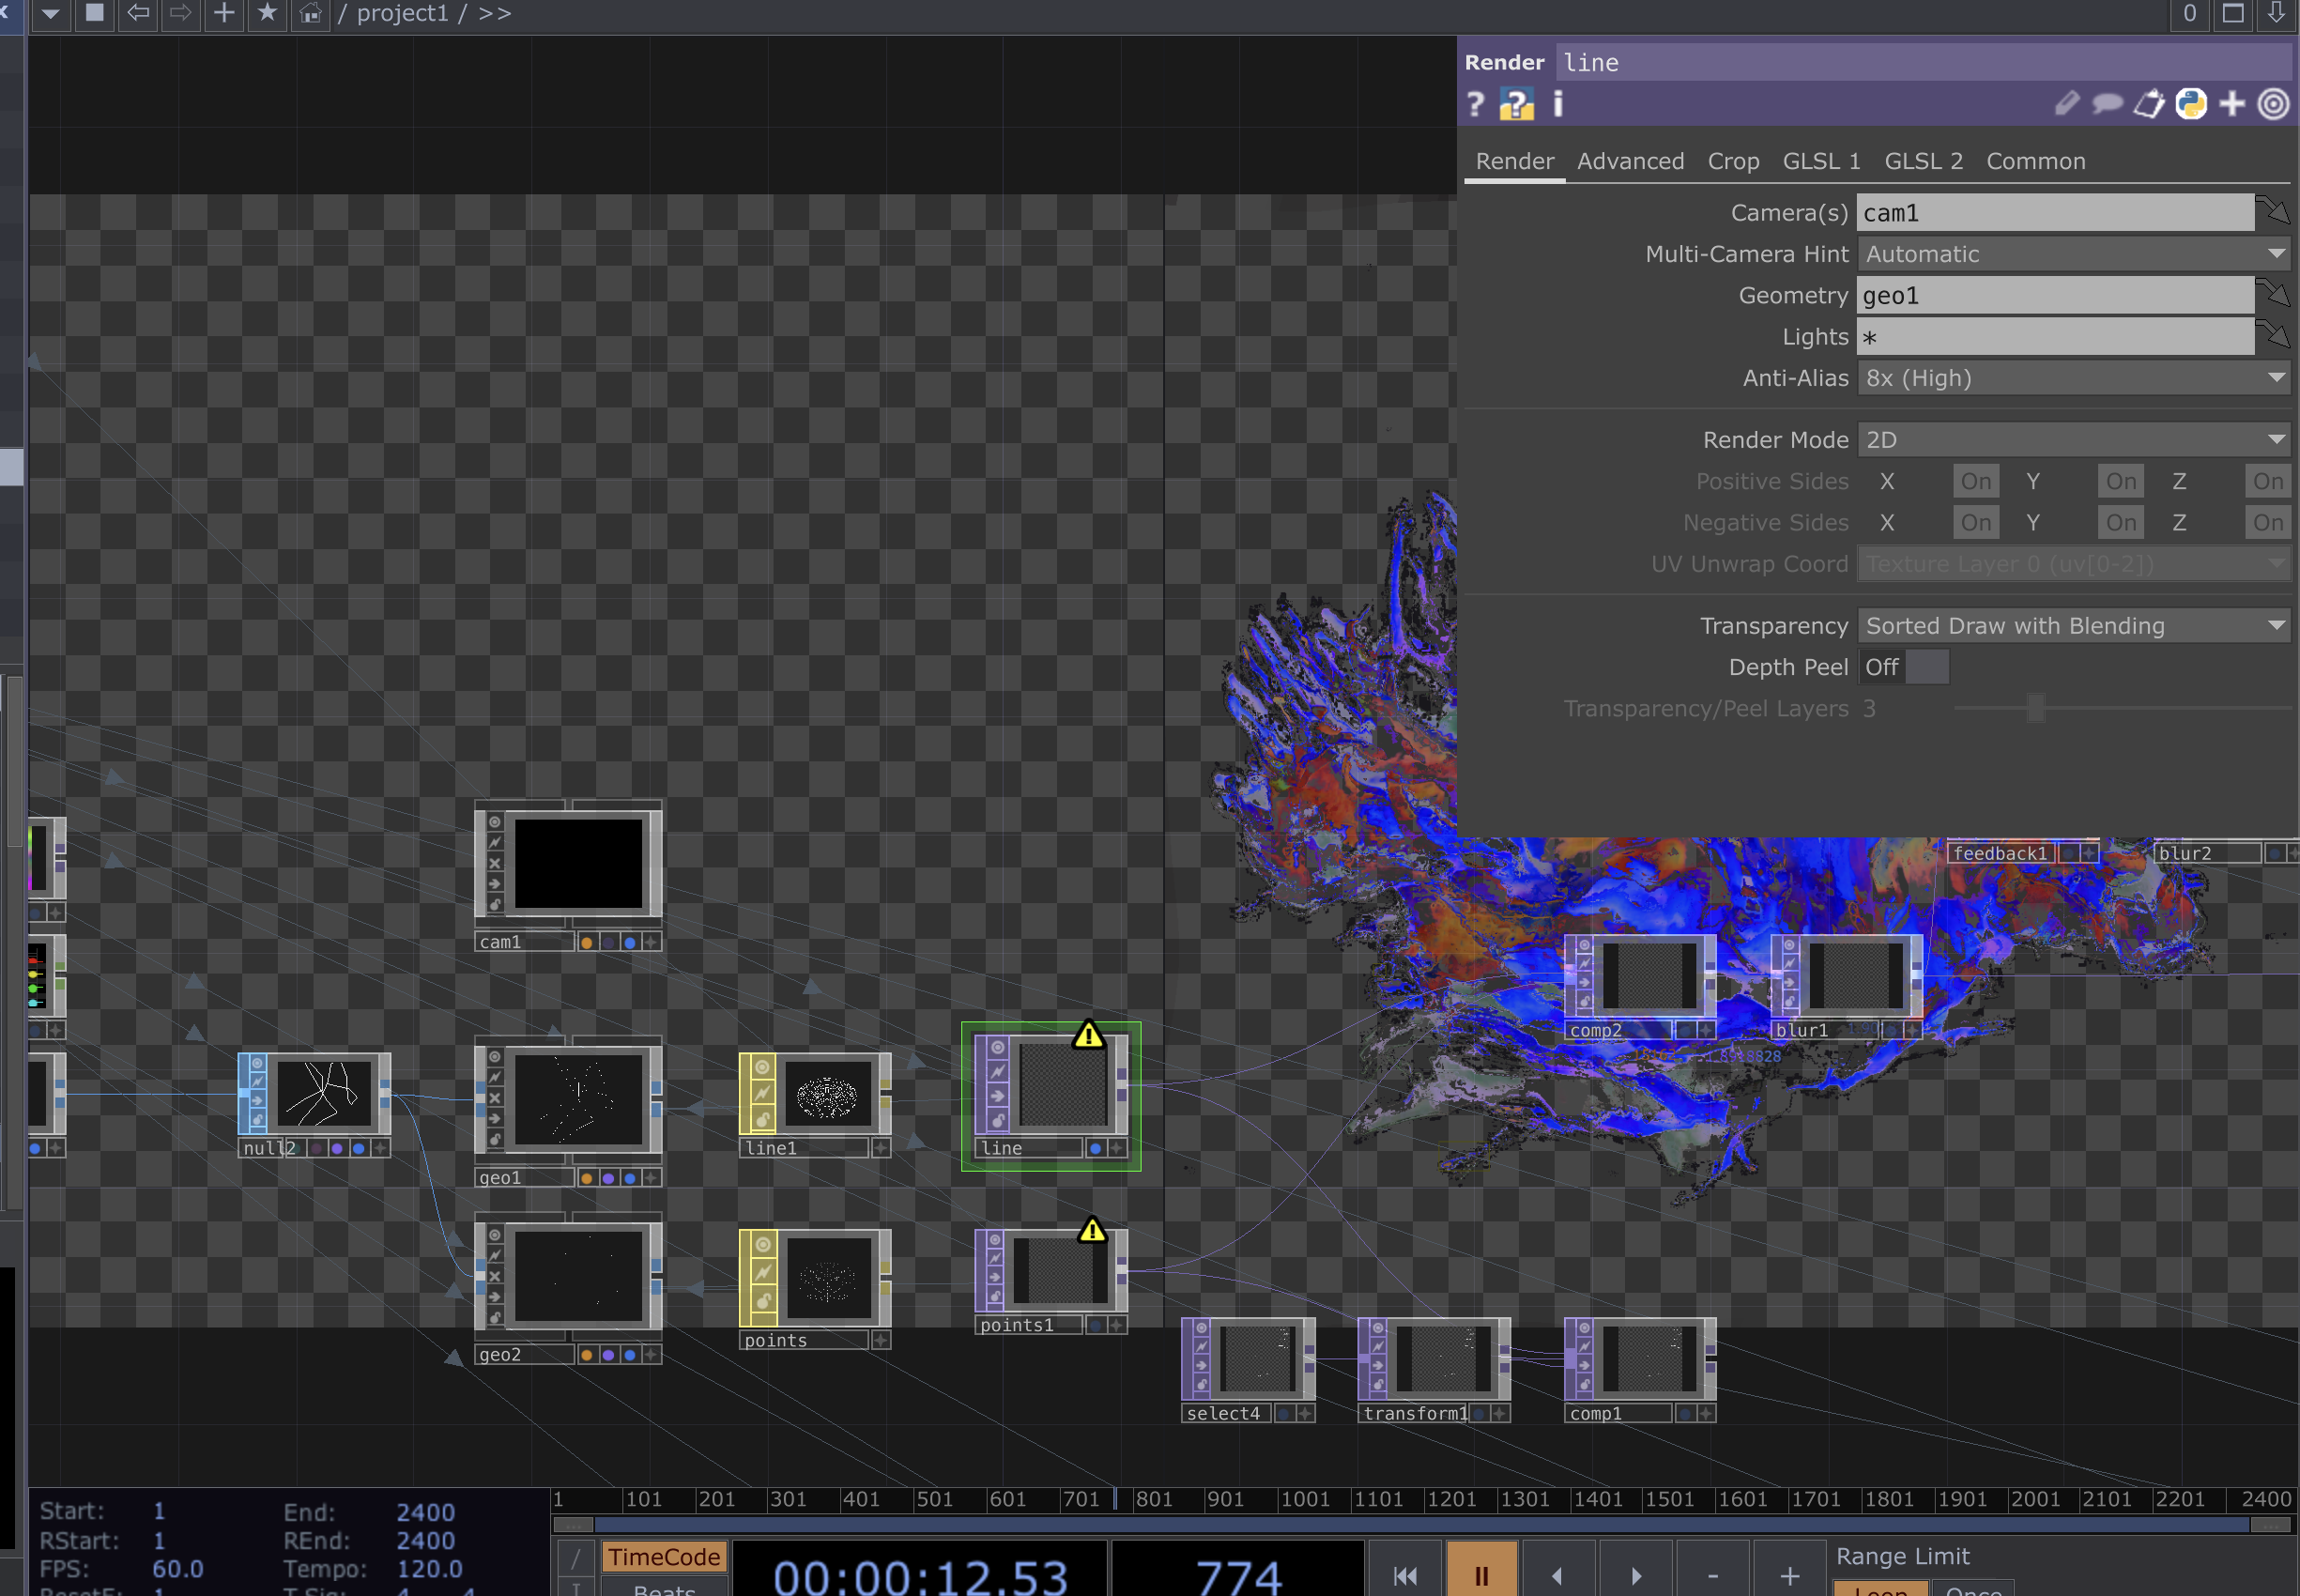 / project1 / >>
0
Render line
? ? i
Render Advanced Crop GLSL 1 GLSL 2 Common
Camera(s) cam1
Multi-Camera Hint Automatic
Geometry geo1
Lights *
Anti-Alias 8x (High)
Render Mode 2D
Positive Sides X On Y On Z On
Negative Sides X On Y On Z On
UV Unwrap Coord Texture Layer 0 (uv[0-2])
Transparency Sorted Draw with Blending
Depth Peel Off
Transparency/Peel Layers 3
feedback1
blur2
cam1
comp2
blur1
null2
line1
line
geo1
points1
points
geo2
select4
transform1
comp1
1 101 201 301 401 501 601 701 801 901 1001 1101 1201 1301 1401 1501 1601 1701 1801 1901 2001 2101 2201 2400
Start: 1 End: 2400
RStart: 1 REnd: 2400
FPS: 60.0 Tempo: 120.0
TimeCode
Beats
00:00:12.53
774
- +
Range Limit
Loop Once